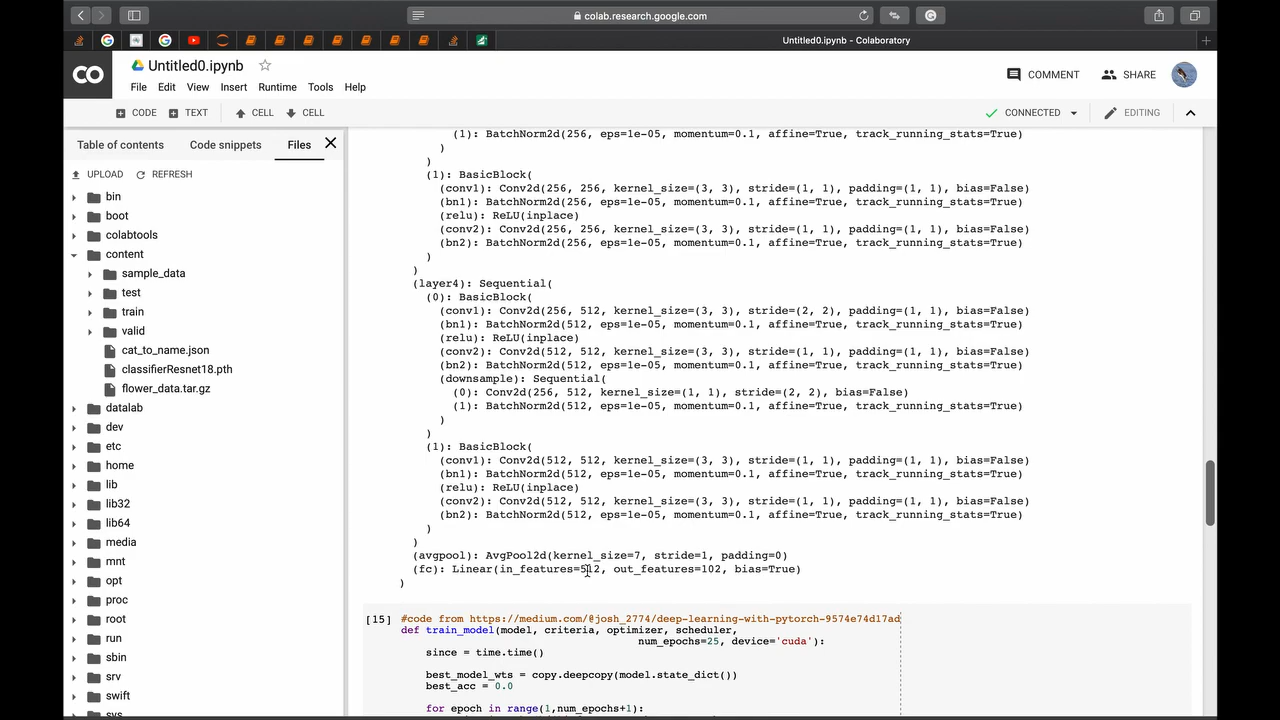 colab.research.google.com
Untitled0.ipynb - Colaboratory
CO
Untitled0.ipynb
COMMENT
SHARE
File Edit View Insert Runtime Tools Help
CODE TEXT CELL CELL
CONNECTED
EDITING
Table of contents Code snippets Files
UPLOAD REFRESH
bin
boot
colabtools
content
sample_data
test
train
valid
cat_to_name.json
classifierResnet18.pth
flower_data.tar.gz
datalab
dev
etc
home
lib
lib32
lib64
media
mnt
opt
proc
root
run
sbin
srv
swift
sys
(1): BatchNorm2d(256, eps=1e-05, momentum=0.1, affine=True, track_running_stats=True)
)
)
(1): BasicBlock(
(conv1): Conv2d(256, 256, kernel_size=(3, 3), stride=(1, 1), padding=(1, 1), bias=False)
(bn1): BatchNorm2d(256, eps=1e-05, momentum=0.1, affine=True, track_running_stats=True)
(relu): ReLU(inplace)
(conv2): Conv2d(256, 256, kernel_size=(3, 3), stride=(1, 1), padding=(1, 1), bias=False)
(bn2): BatchNorm2d(256, eps=1e-05, momentum=0.1, affine=True, track_running_stats=True)
)
)
(layer4): Sequential(
(0): BasicBlock(
(conv1): Conv2d(256, 512, kernel_size=(3, 3), stride=(2, 2), padding=(1, 1), bias=False)
(bn1): BatchNorm2d(512, eps=1e-05, momentum=0.1, affine=True, track_running_stats=True)
(relu): ReLU(inplace)
(conv2): Conv2d(512, 512, kernel_size=(3, 3), stride=(1, 1), padding=(1, 1), bias=False)
(bn2): BatchNorm2d(512, eps=1e-05, momentum=0.1, affine=True, track_running_stats=True)
(downsample): Sequential(
(0): Conv2d(256, 512, kernel_size=(1, 1), stride=(2, 2), bias=False)
(1): BatchNorm2d(512, eps=1e-05, momentum=0.1, affine=True, track_running_stats=True)
)
)
(1): BasicBlock(
(conv1): Conv2d(512, 512, kernel_size=(3, 3), stride=(1, 1), padding=(1, 1), bias=False)
(bn1): BatchNorm2d(512, eps=1e-05, momentum=0.1, affine=True, track_running_stats=True)
(relu): ReLU(inplace)
(conv2): Conv2d(512, 512, kernel_size=(3, 3), stride=(1, 1), padding=(1, 1), bias=False)
(bn2): BatchNorm2d(512, eps=1e-05, momentum=0.1, affine=True, track_running_stats=True)
)
)
(avgpool): AvgPool2d(kernel_size=7, stride=1, padding=0)
(fc): Linear(in_features=512, out_features=102, bias=True)
)
[15] #code from https://medium.com/@josh_2774/deep-learning-with-pytorch-9574e74d17ad
def train_model(model, criteria, optimizer, scheduler,
num_epochs=25, device='cuda'):
since = time.time()
best_model_wts = copy.deepcopy(model.state_dict())
best_acc = 0.0
for epoch in range(1,num_epochs+1):